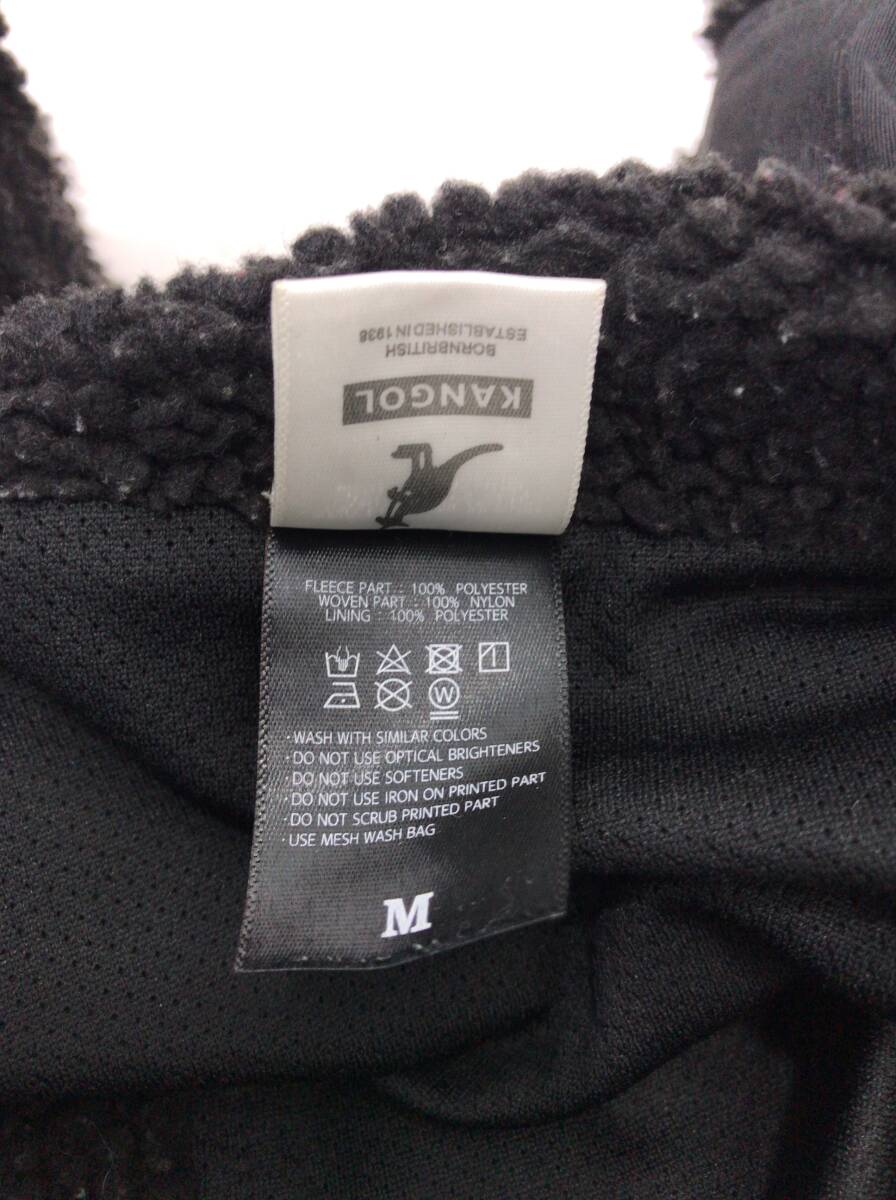 BORNBRITISH
ESTABLISHED IN 1938
KANGOL
FLEECE PART : 100% POLYESTER
WOVEN PART : 100% NYLON
LINING : 100% POLYESTER
W
・WASH WITH SIMILAR COLORS
・DO NOT USE OPTICAL BRIGHTENERS
・DO NOT USE SOFTENERS
・DO NOT USE IRON ON PRINTED PART
・DO NOT SCRUB PRINTED PART
・USE MESH WASH BAG
M